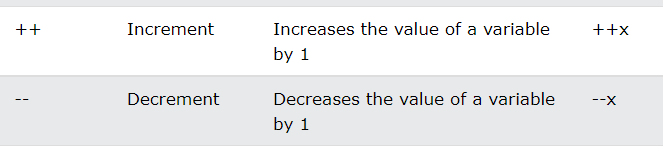 ++ Increment Increases the value of a variable ++x
by 1
-- Decrement Decreases the value of a variable --x
by 1